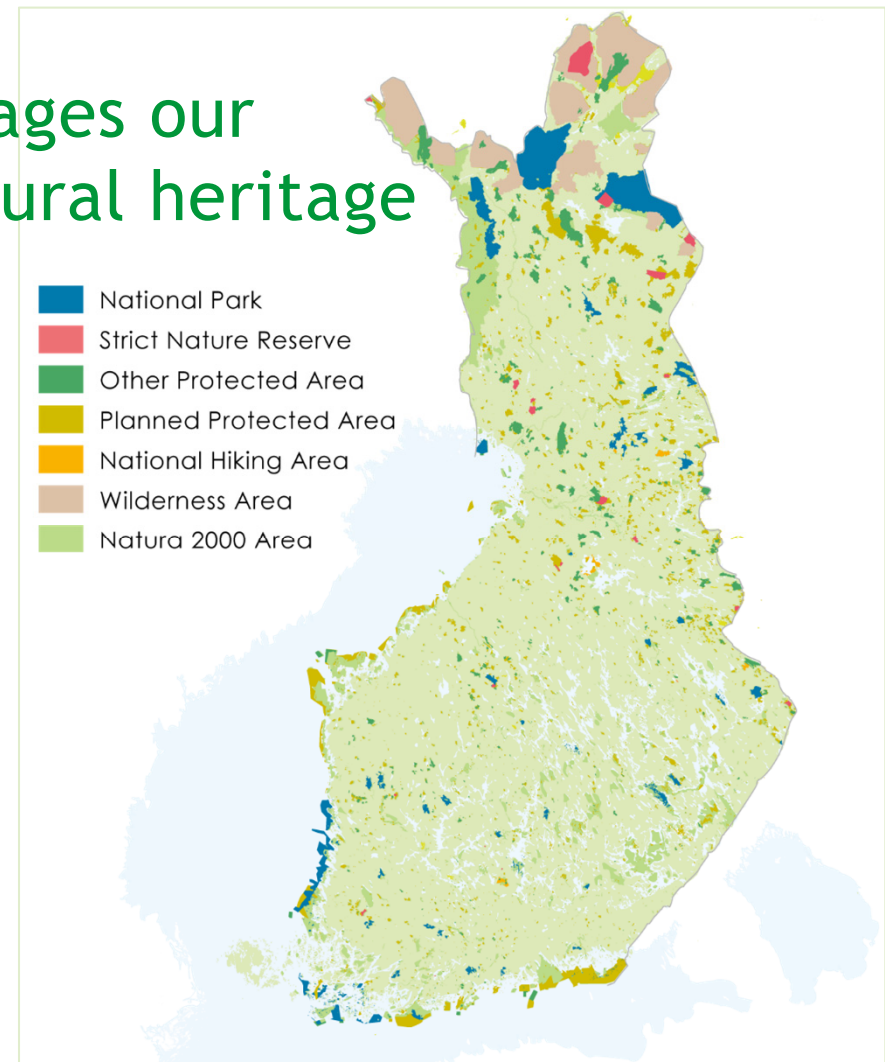 ages our
ural heritage
National Park
Strict Nature Reserve
Other Protected Area
Planned Protected Area
National Hiking Area
Wilderness Area
Natura 2000 Area